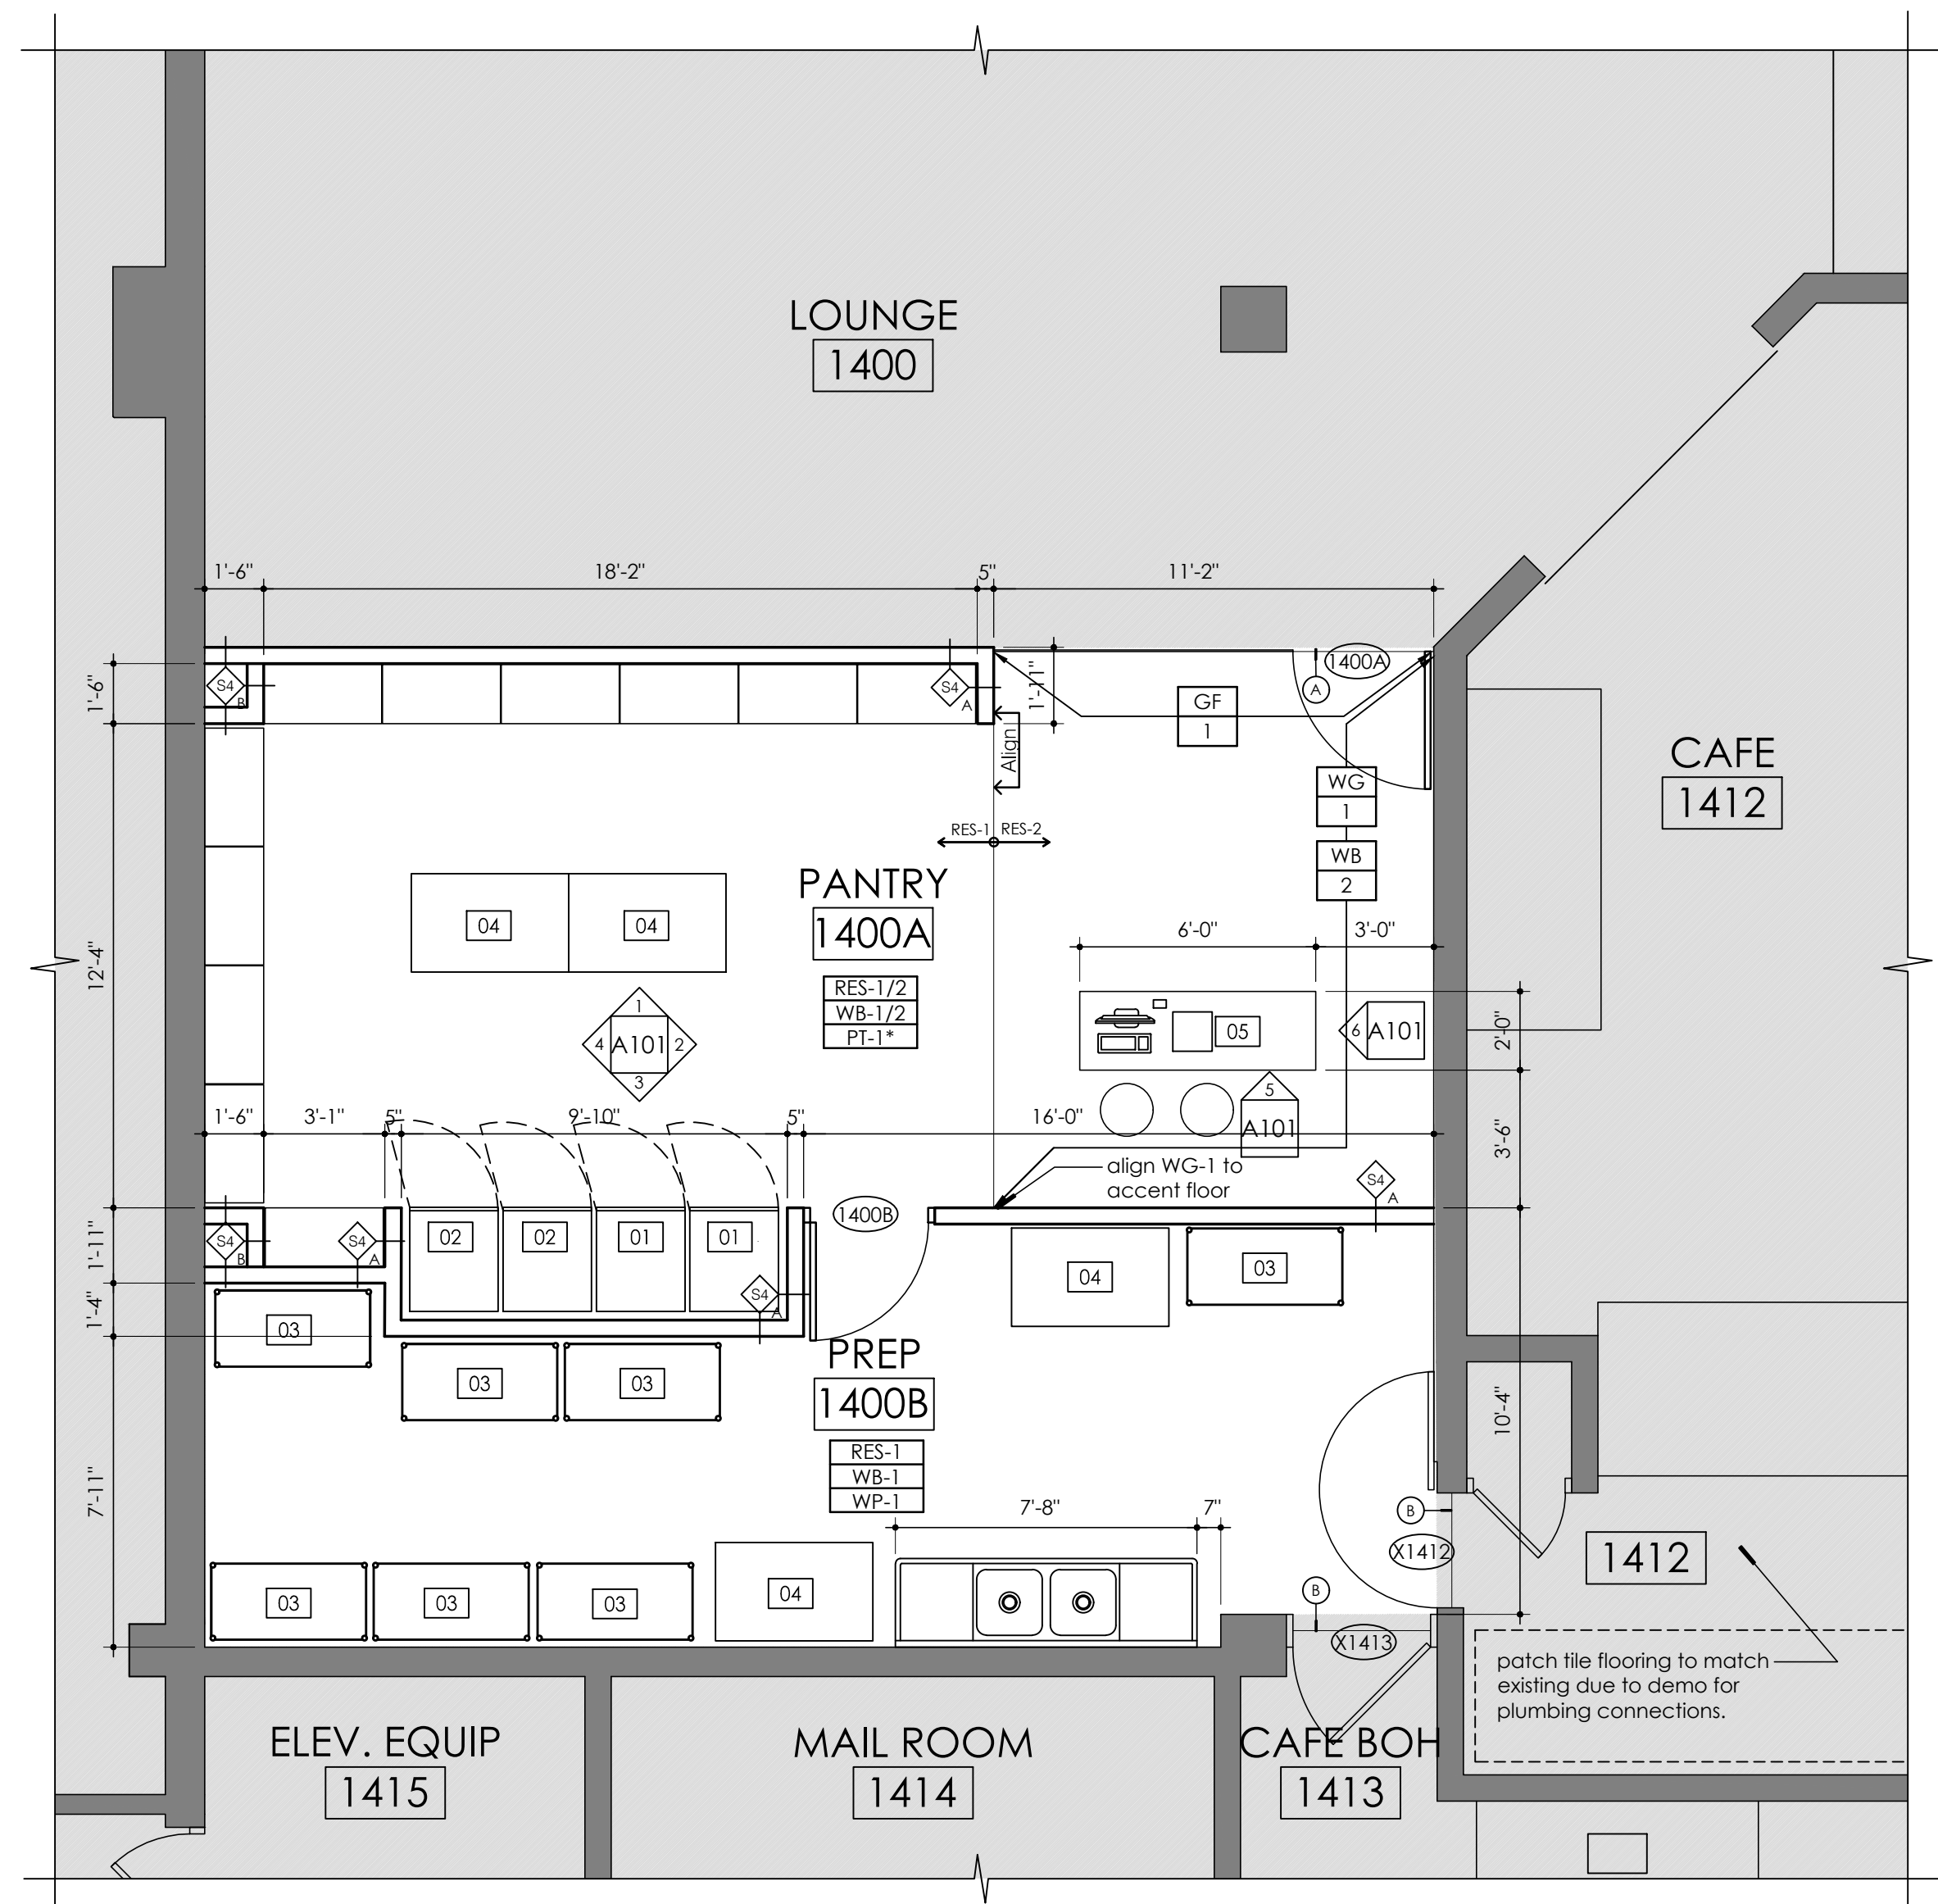 LOUNGE
1400
1'-6"
18'-2"
5"
11'-2"
1'-6"
S4
B
S4
A
1'-11"
1400A
A
GF
1
Align
WG
1
CAFE
1412
RES-1
RES-2
WB
2
PANTRY
1400A
04
04
6'-0"
3'-0"
12'-4"
RES-1/2
WB-1/2
PT-1*
1
4
A101
2
3
05
6
A101
2'-0"
5
A101
1'-6"
3'-1"
5"
9'-10"
5"
16'-0"
3'-6"
align WG-1 to
accent floor
S4
A
1400B
1'-11"
S4
B
S4
A
02
02
01
01
S4
A
04
03
1'-4"
03
PREP
1400B
03
03
RES-1
WB-1
WP-1
10'-4"
7'-11"
7'-8"
7"
B
X1412
1412
03
03
03
04
B
X1413
patch tile flooring to match
existing due to demo for
plumbing connections.
ELEV. EQUIP
1415
MAIL ROOM
1414
CAFE BOH
1413